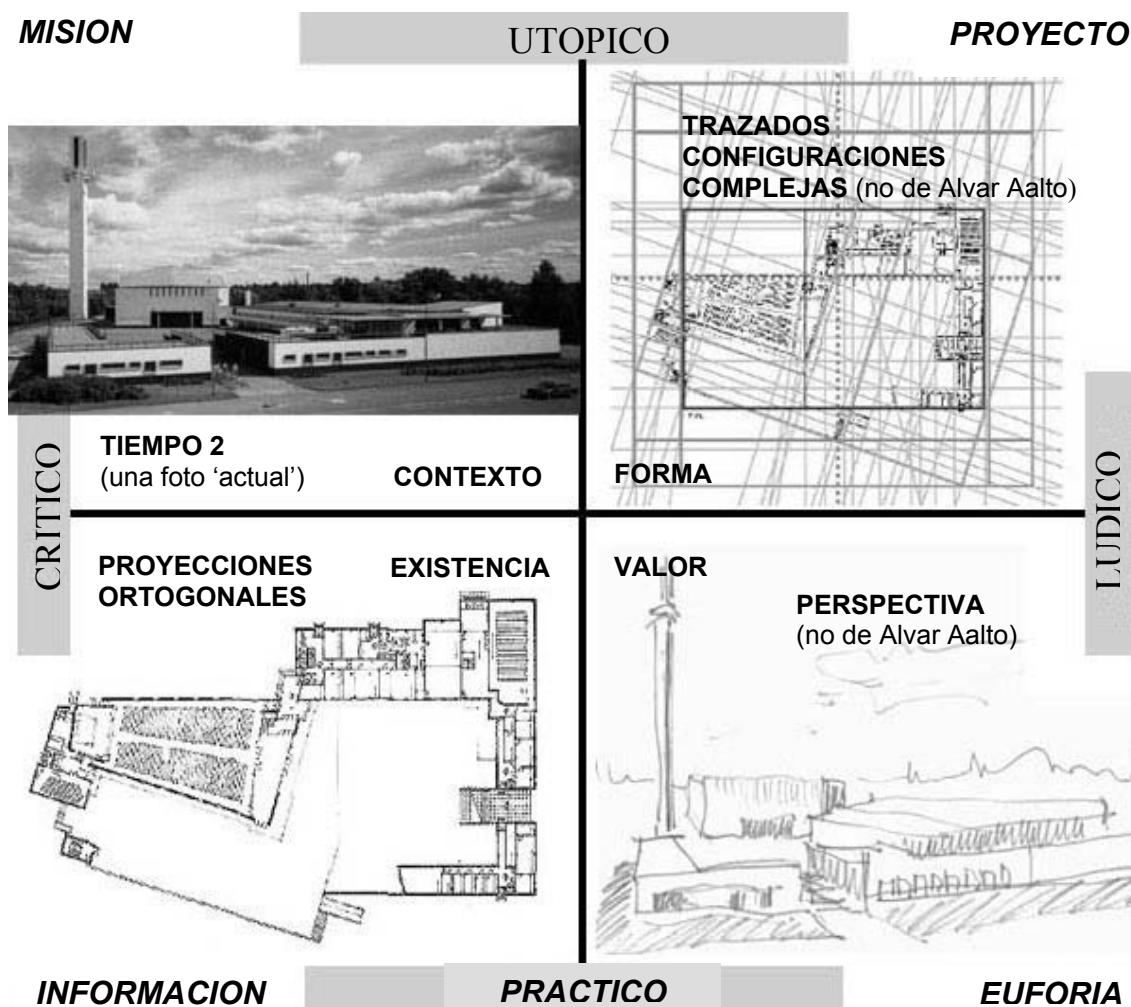 MISION
UTOPICO
PROYECTO
TRAZADOS
CONFIGURACIONES
COMPLEJAS (no de Alvar Aalto)
TIEMPO 2
(una foto ‘actual’)
CONTEXTO
FORMA
CRITICO
LUDICO
PROYECCIONES
ORTOGONALES
EXISTENCIA
VALOR
PERSPECTIVA
(no de Alvar Aalto)
INFORMACION
PRACTICO
EUFORIA